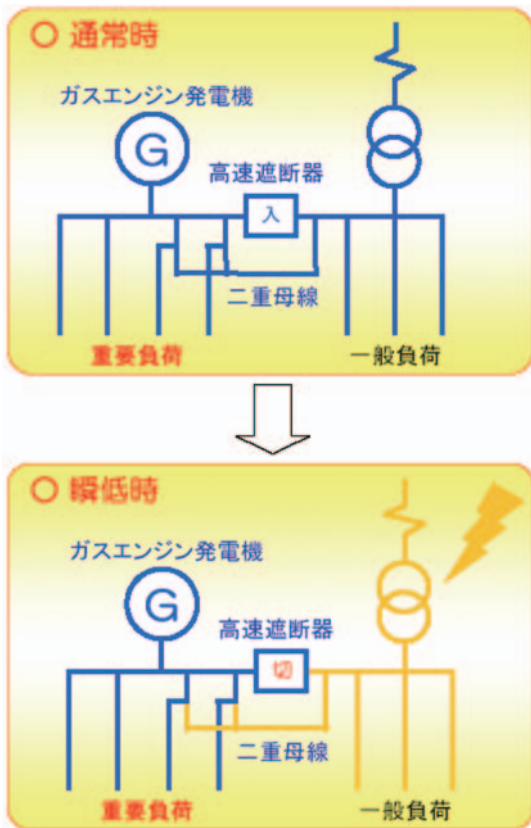 ○ 通常時
ガスエンジン発電機
G
高速遮断器
入
二重母線
重要負荷
一般負荷
○ 瞬低時
ガスエンジン発電機
G
高速遮断器
切
二重母線
重要負荷
一般負荷